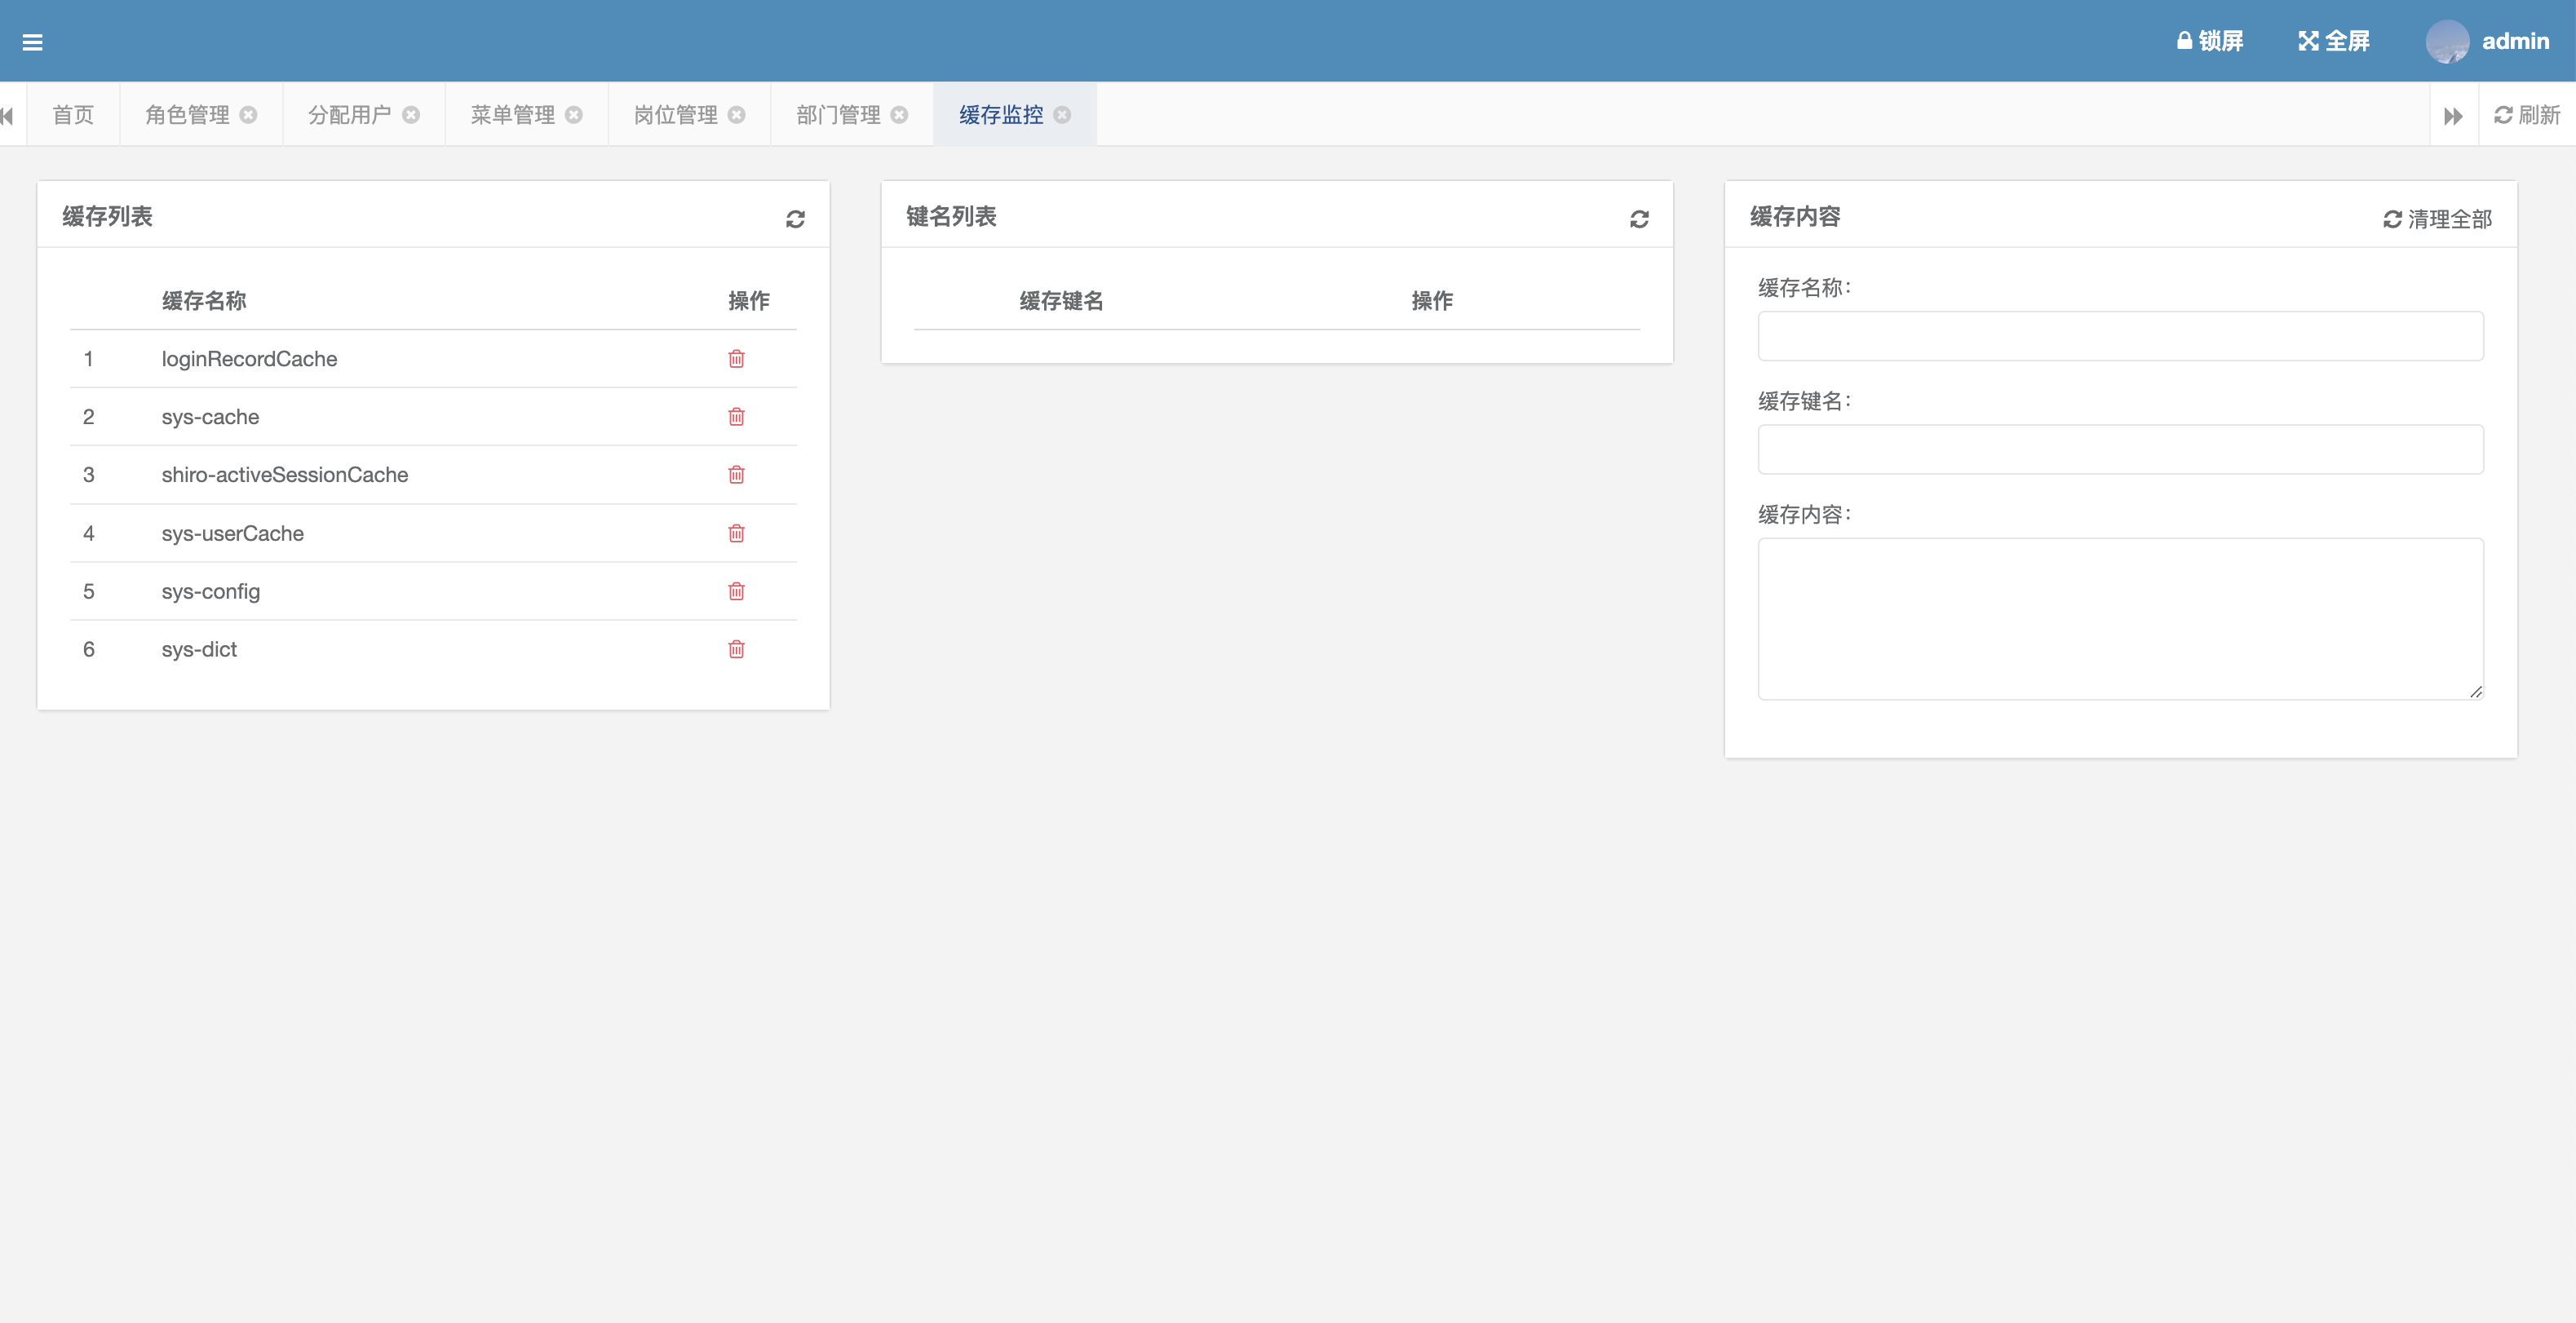 锁屏 全屏 admin
首页 角色管理 分配用户 菜单管理 岗位管理 部门管理 缓存监控 刷新
缓存列表
缓存名称 操作
1 loginRecordCache
2 sys-cache
3 shiro-activeSessionCache
4 sys-userCache
5 sys-config
6 sys-dict
键名列表
缓存键名 操作
缓存内容 清理全部
缓存名称：
缓存键名：
缓存内容：